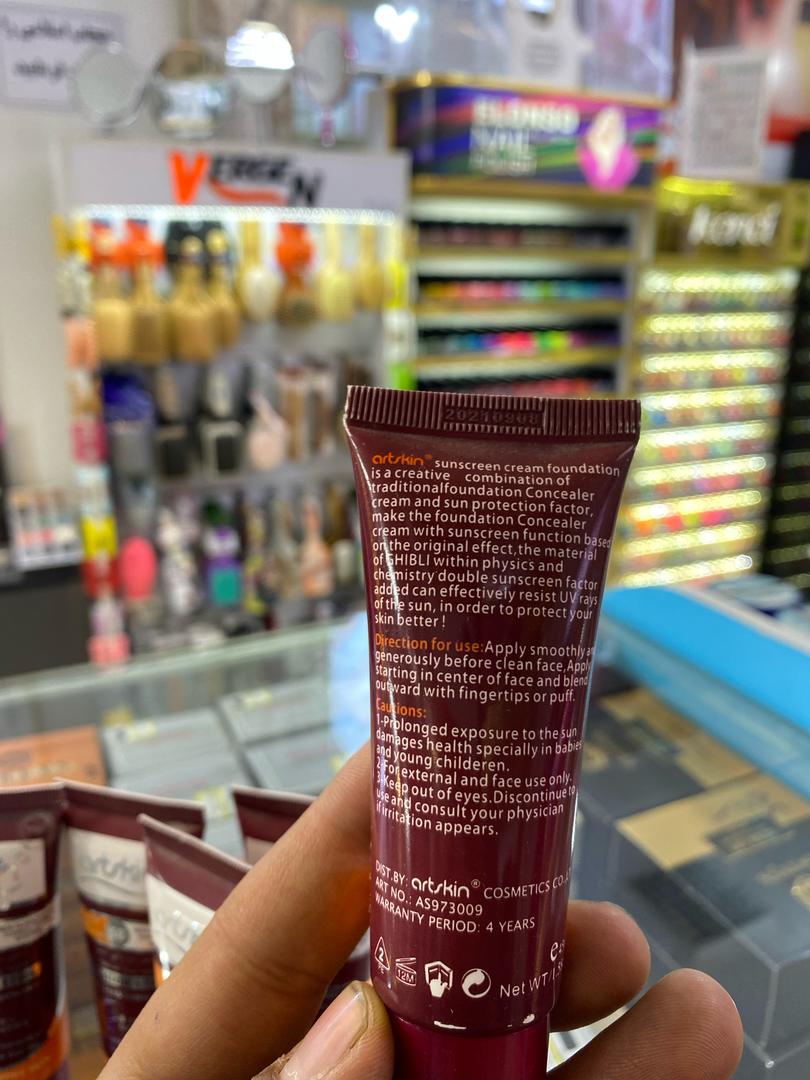 VERGEN
NAIL
20210908
artskin® sunscreen cream foundation
is a creative combination of
traditionalfoundation Concealer
cream and sun protection factor,
make the foundation Concealer
cream with sunscreen function based
on the original effect,the material
of GHIBLI within physics and
chemistry double sunscreen factor
added can effectively resist UV rays
of the sun, in order to protect your
skin better !
Direction for use:Apply smoothly
generously before clean face,Apply
starting in center of face and blend
outward with fingertips or puff.
Cautions:
1-Prolonged exposure to the sun
damages health specially in babies
and young childeren.
2-For external and face use only.
3-Keep out of eyes.Discontinue to
use and consult your physician
if irritation appears.
DIST.BY: artskin® COSMETICS CO.
ART NO.: AS973009
WARRANTY PERIOD: 4 YEARS
2
PE
12M
e
Net WT
artskin